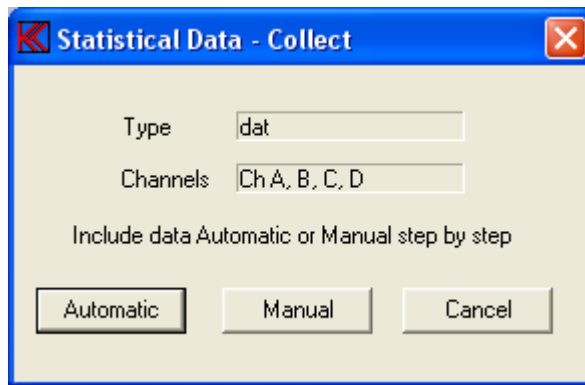 Statistical Data - Collect
Type dat
Channels Ch A, B, C, D
Include data Automatic or Manual step by step
Automatic Manual Cancel